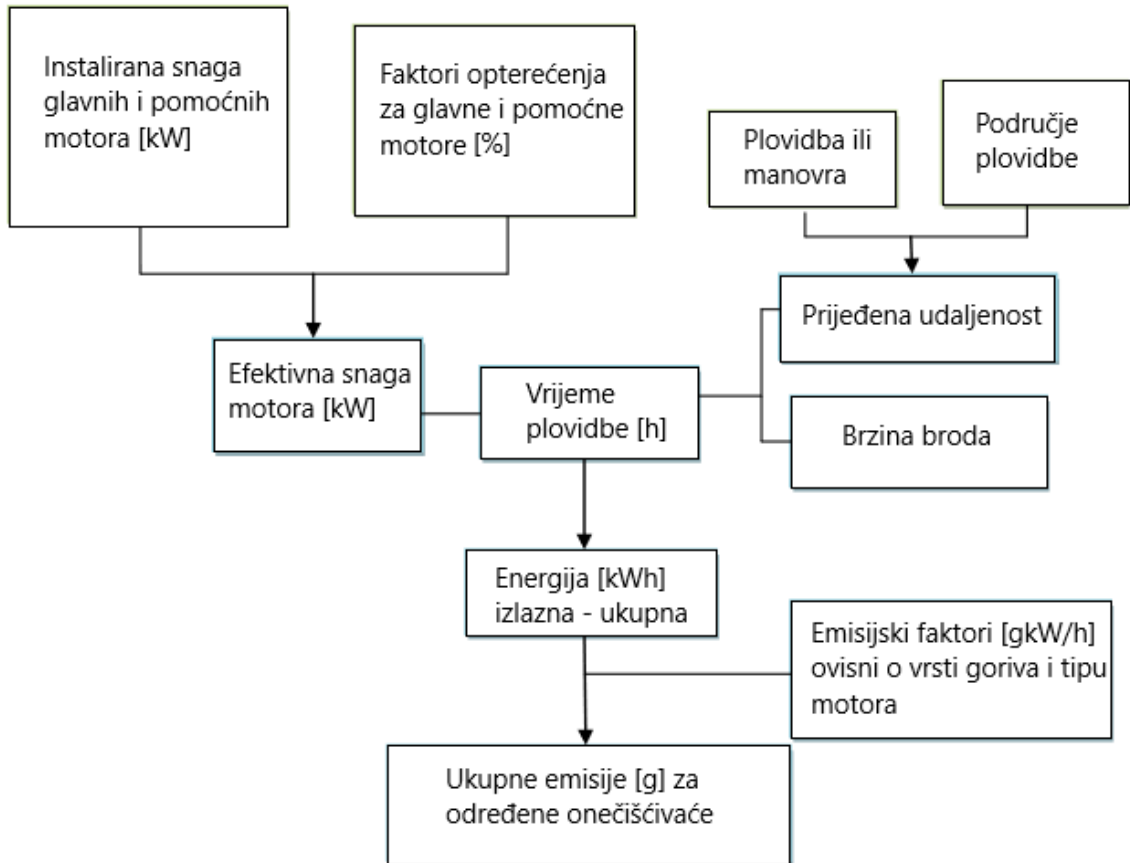 Instalirana snaga
glavnih i pomoćnih
motora [kW]
Faktori opterećenja
za glavne i pomoćne
motore [%]
Plovidba ili
manovra
Područje
plovidbe
Prijeđena udaljenost
Efektivna snaga
motora [kW]
Vrijeme
plovidbe [h]
Brzina broda
Energija [kWh]
izlazna - ukupna
Emisijski faktori [gkW/h]
ovisni o vrsti goriva i tipu
motora
Ukupne emisije [g] za
određene onečišćivaće